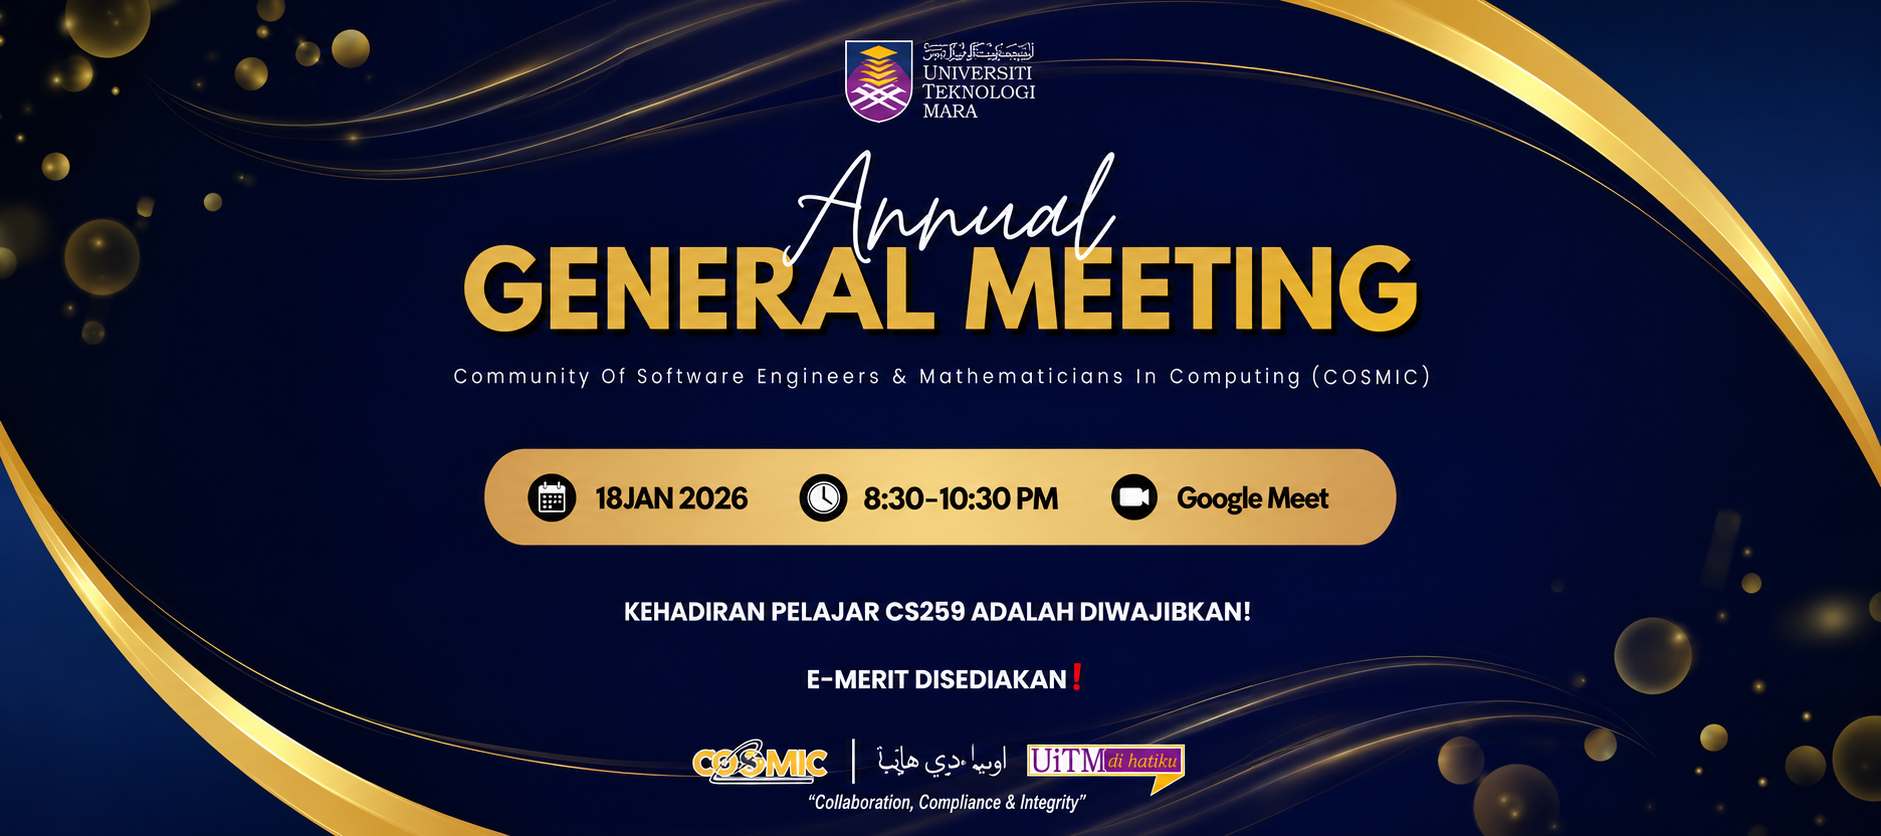 UNIVERSITI
TEKNOLOGI
MARA
Annual
GENERAL MEETING
Community Of Software Engineers & Mathematicians In Computing (COSMIC)
18JAN 2026 8:30-10:30 PM Google Meet
KEHADIRAN PELAJAR CS259 ADALAH DIWAJIBKAN!
E-MERIT DISEDIAKAN!
COSMIC UiTM di hatiku
“Collaboration, Compliance & Integrity”